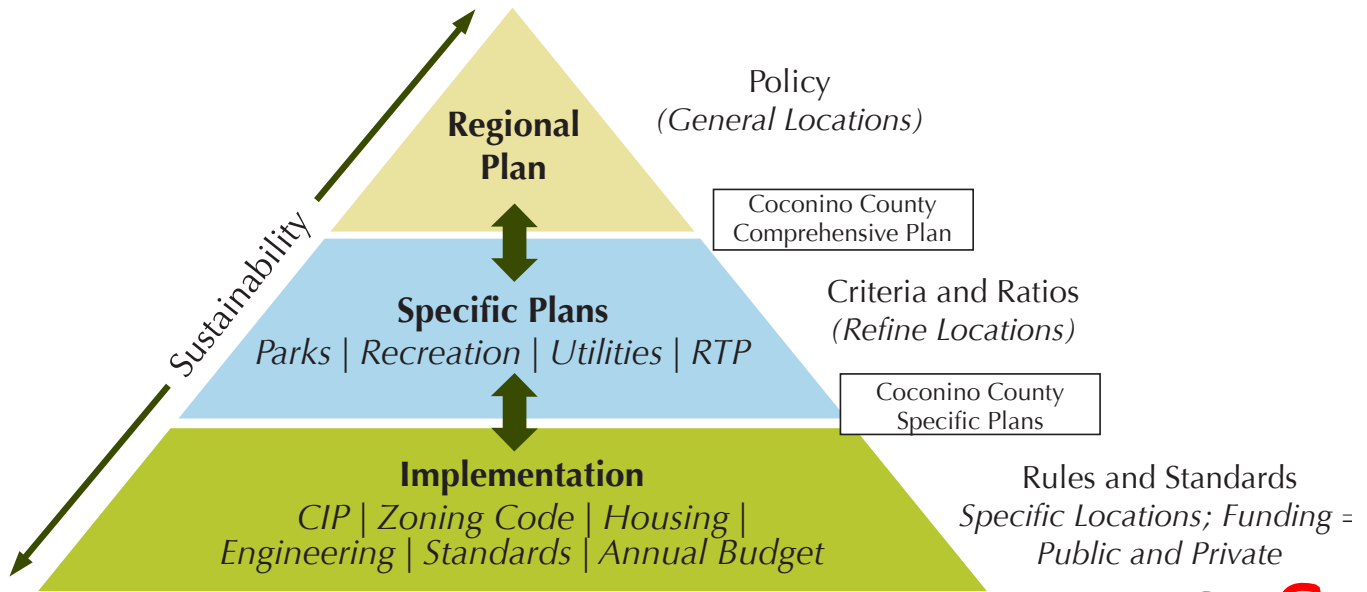 Regional
Plan
Policy
(General Locations)
Coconino County
Comprehensive Plan
Sustainability
Specific Plans
Parks | Recreation | Utilities | RTP
Criteria and Ratios
(Refine Locations)
Coconino County
Specific Plans
Implementation
CIP | Zoning Code | Housing |
Engineering | Standards | Annual Budget
Rules and Standards
Specific Locations; Funding =
Public and Private